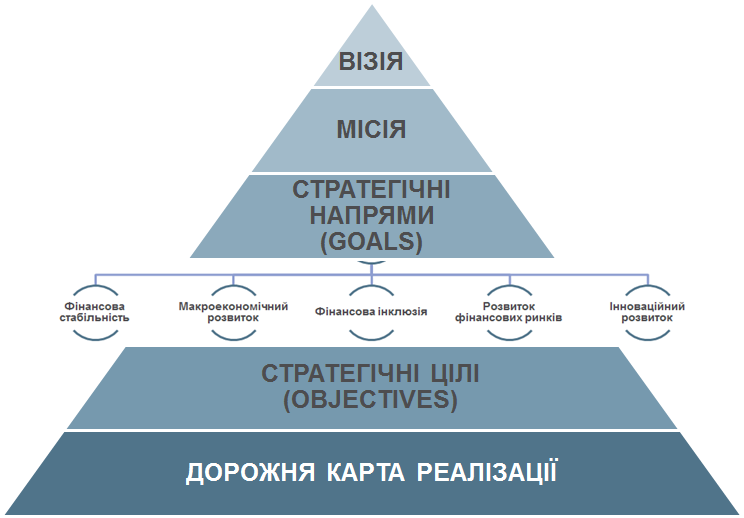 ВІЗІЯ
МІСІЯ
СТРАТЕГІЧНІ
НАПРЯМИ
(GOALS)
Фінансова
стабільність
Макроекономічний
розвиток
Фінансова інклюзія
Розвиток
фінансових ринків
Інноваційний
розвиток
СТРАТЕГІЧНІ ЦІЛІ
(OBJECTIVES)
ДОРОЖНЯ КАРТА РЕАЛІЗАЦІЇ